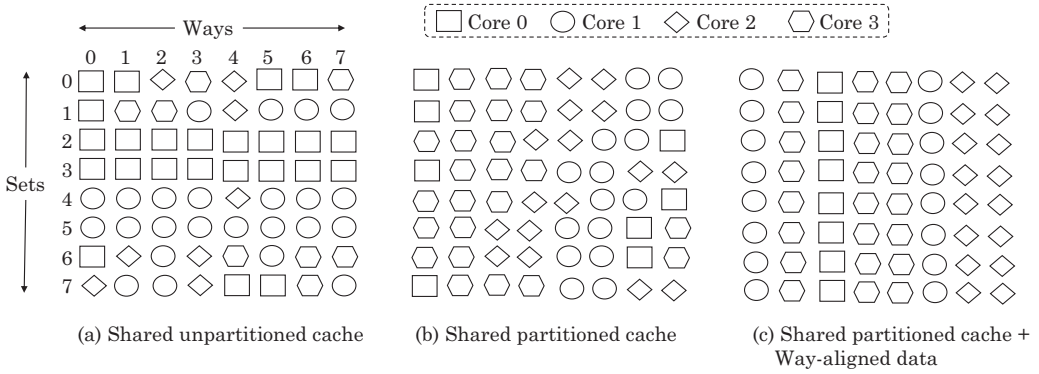 Ways
Core 0 Core 1 Core 2 Core 3
0 1 2 3 4 5 6 7
Sets
0
1
2
3
4
5
6
7
(a) Shared unpartitioned cache
(b) Shared partitioned cache
(c) Shared partitioned cache +
Way-aligned data